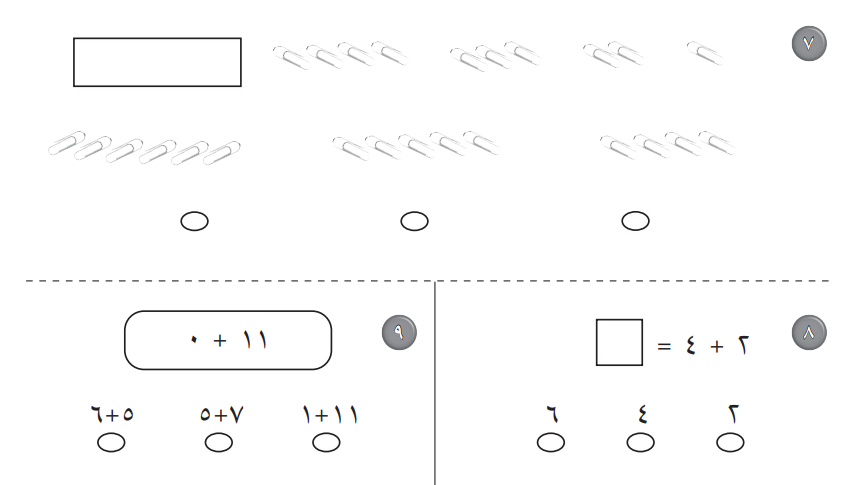 ٧
٨
٢ + ٤ =
٢ ٤ ٦
٩
١١ + ٠
١+١١ ٥+٧ ٦+٥